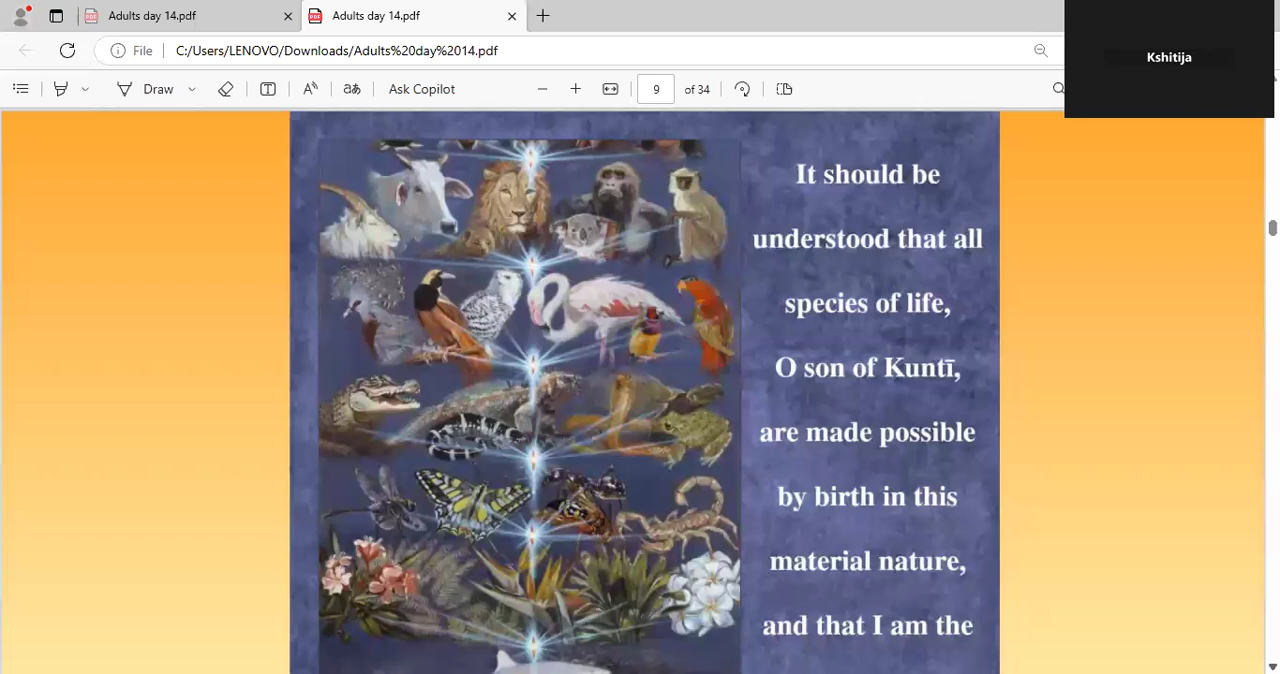 Adults day 14.pdf
Adults day 14.pdf
File
C:/Users/LENOVO/Downloads/Adults%20day%2014.pdf
Draw
aあ
Ask Copilot
9
of 34
Kshitija
It should be
understood that all
species of life,
O son of Kuntī,
are made possible
by birth in this
material nature,
and that I am the